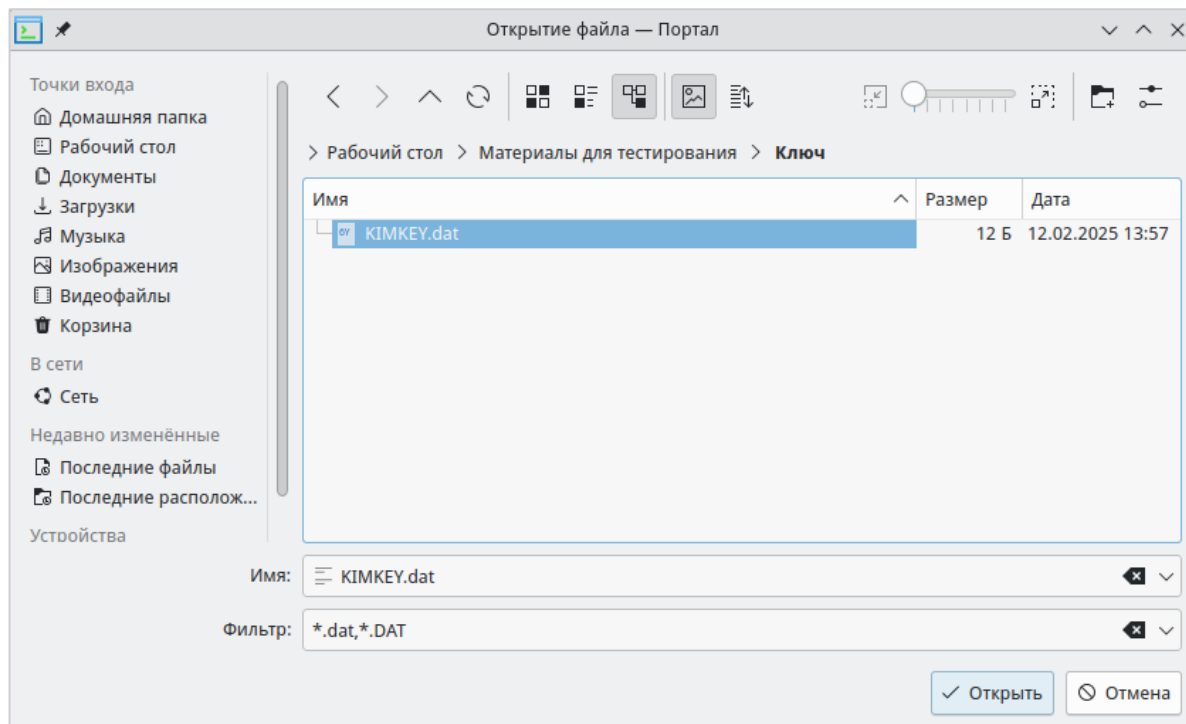 Открытие файла — Портал
Точки входа
Домашняя папка
Рабочий стол
Документы
Загрузки
Музыка
Изображения
Видеофайлы
Корзина
В сети
Сеть
Недавно изменённые
Последние файлы
Последние располож...
Устройства
> Рабочий стол > Материалы для тестирования > Ключ
Имя Размер Дата
KIMKEY.dat 12 Б 12.02.2025 13:57
Имя: KIMKEY.dat
Фильтр: *.dat,*.DAT
Открыть Отмена